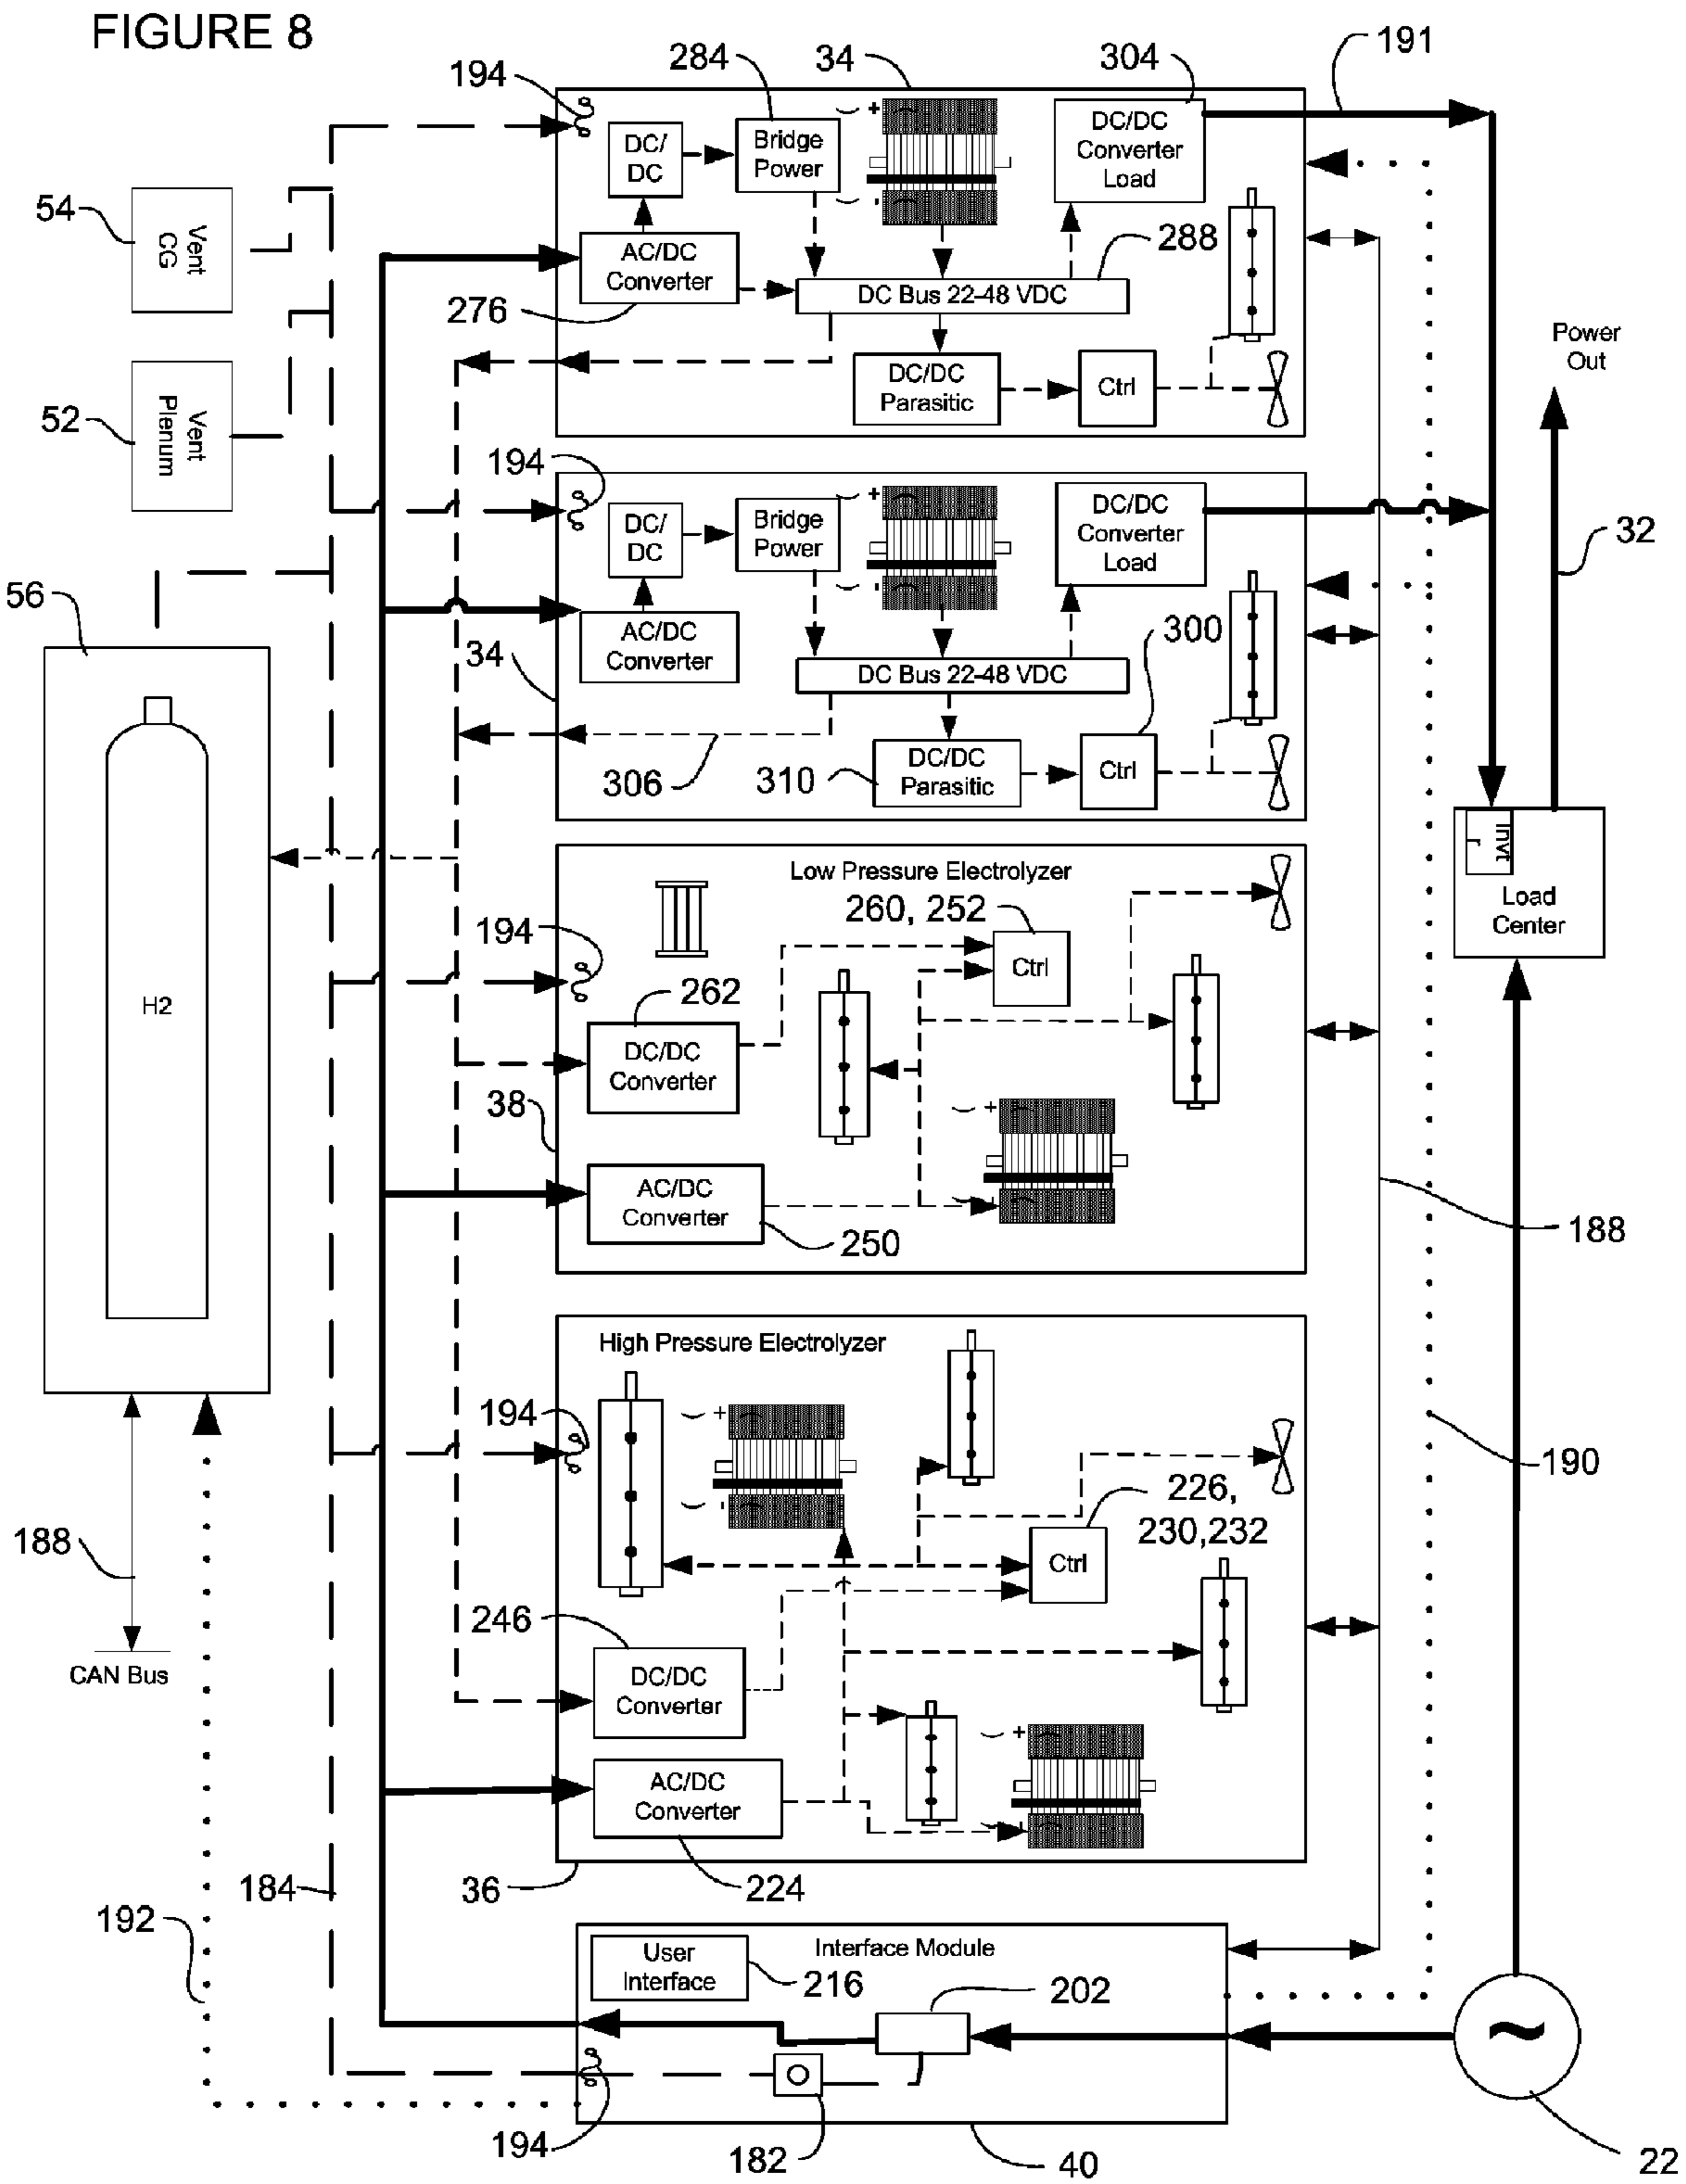 FIGURE 8
194
284
34
304
191
DC/
DC
Bridge
Power
+
DC/DC
Converter
Load
54
Vent
CG
AC/DC
Converter
288
276
DC Bus 22-48 VDC
DC/DC
Parasitic
Ctrl
Power
Out
52
Vent
Plenum
194
DC/
DC
Bridge
Power
+
DC/DC
Converter
Load
32
56
AC/DC
Converter
300
34
DC Bus 22-48 VDC
306
310
DC/DC
Parasitic
Ctrl
Invt
r
Load
Center
Low Pressure Electrolyzer
260, 252
194
Ctrl
262
H2
DC/DC
Converter
38
+
AC/DC
Converter
250
188
High Pressure Electrolyzer
194
+
190
226,
230,232
188
Ctrl
246
CAN Bus
DC/DC
Converter
+
AC/DC
Converter
184
36
224
192
User
Interface
Interface Module
216
202
~
194
182
40
22